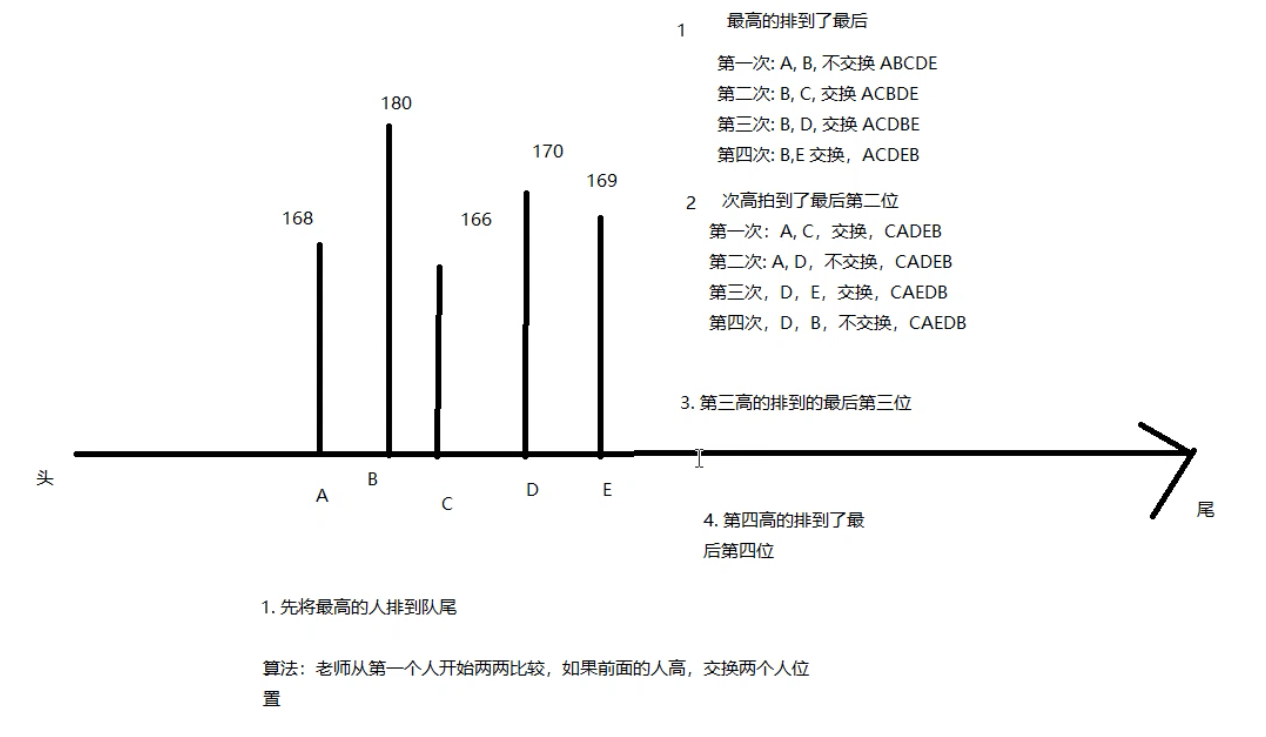 1
最高的排到了最后
第一次: A, B, 不交换 ABCDE
第二次: B, C, 交换 ACBDE
第三次: B, D, 交换 ACDBE
第四次: B,E 交换，ACDEB
2
次高拍到了最后第二位
第一次：A, C，交换，CADEB
第二次: A, D，不交换，CADEB
第三次，D，E，交换，CAEDB
第四次，D，B，不交换，CAEDB
3. 第三高的排到的最后第三位
4. 第四高的排到了最
后第四位
180
170
169
168
166
头
A
B
C
D
E
尾
1. 先将最高的人排到队尾
算法：老师从第一个人开始两两比较，如果前面的人高，交换两个人位
置